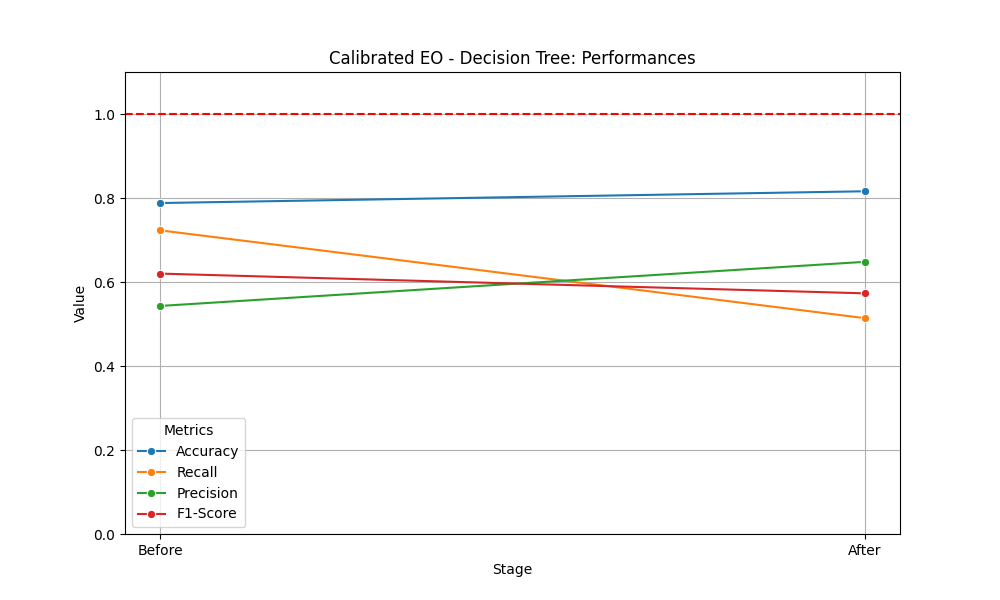 Calibrated EO - Decision Tree: Performances
1.0
0.8
0.6
0.4
0.2
0.0
Value
Metrics
Accuracy
Recall
Precision
F1-Score
Before
After
Stage